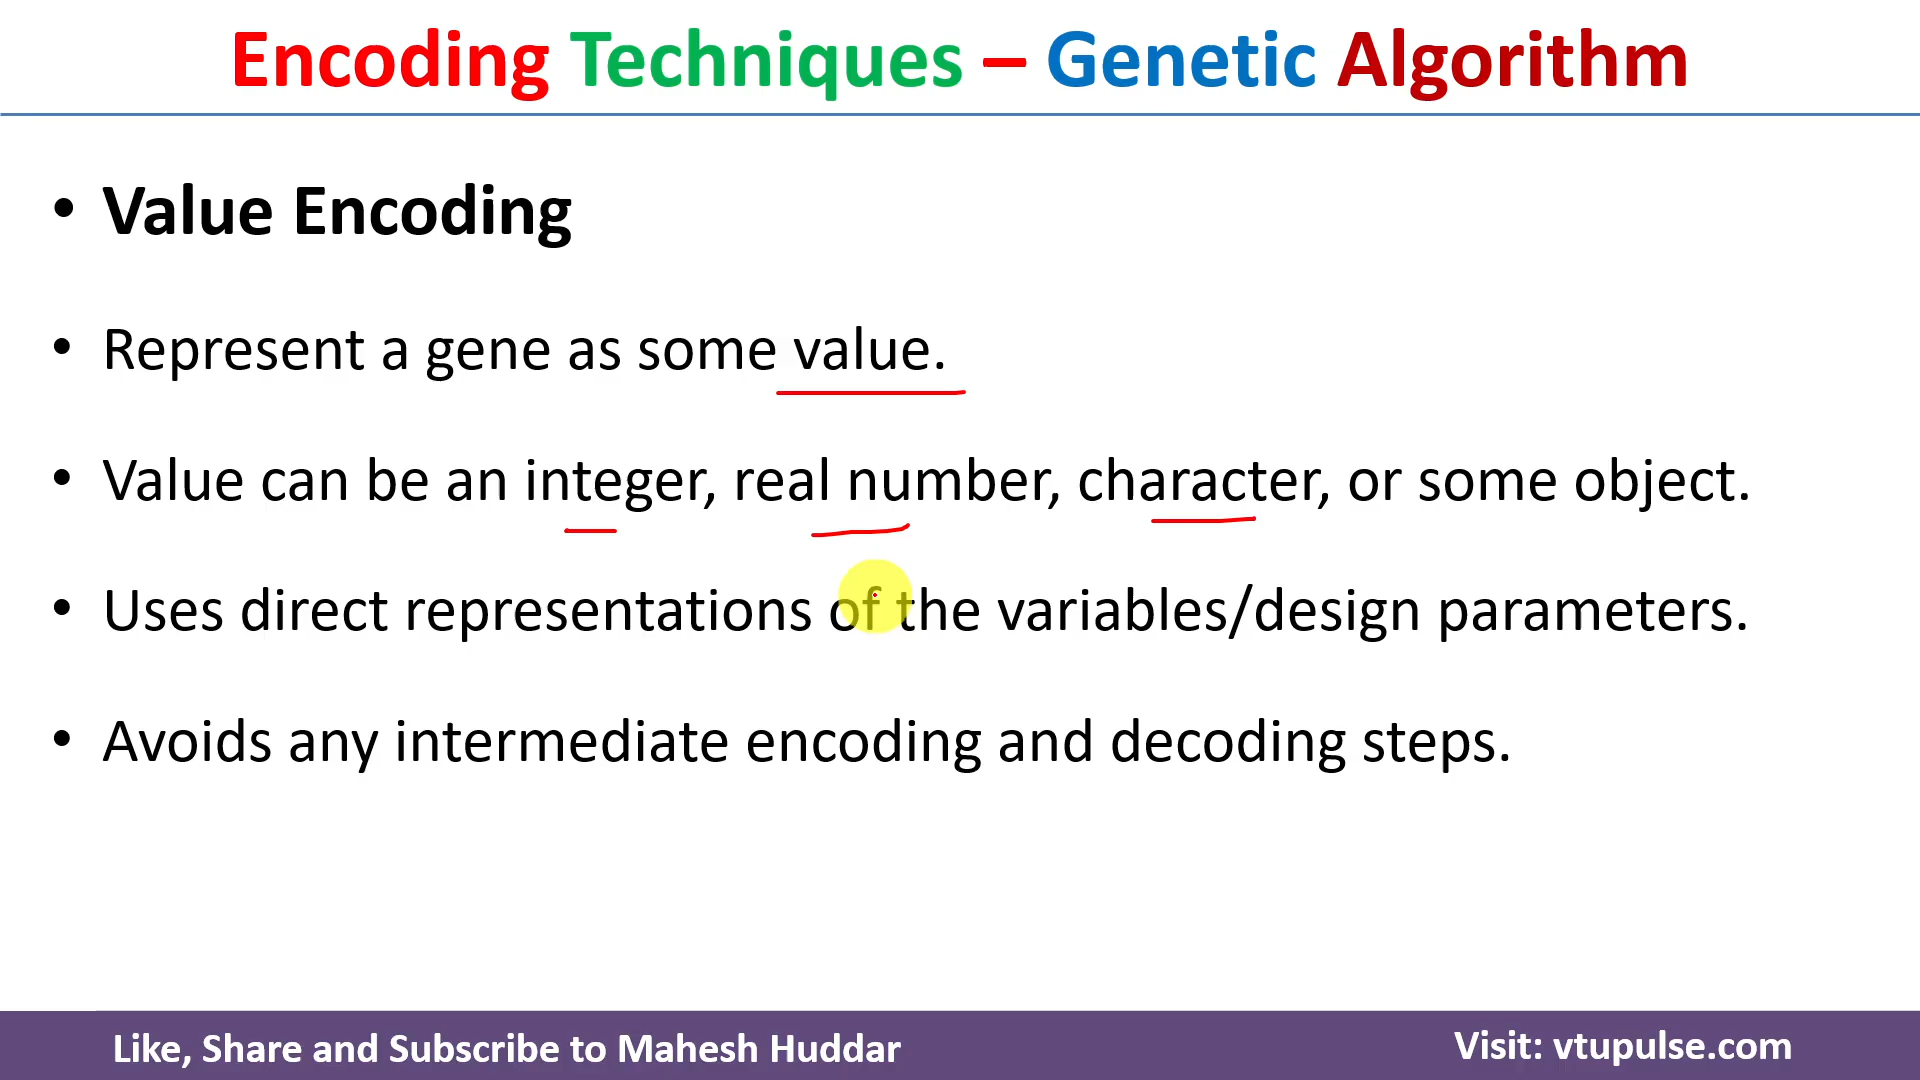 Encoding Techniques – Genetic Algorithm
• Value Encoding
• Represent a gene as some value.
• Value can be an integer, real number, character, or some object.
• Uses direct representations of the variables/design parameters.
• Avoids any intermediate encoding and decoding steps.
Like, Share and Subscribe to Mahesh Huddar
Visit: vtupulse.com